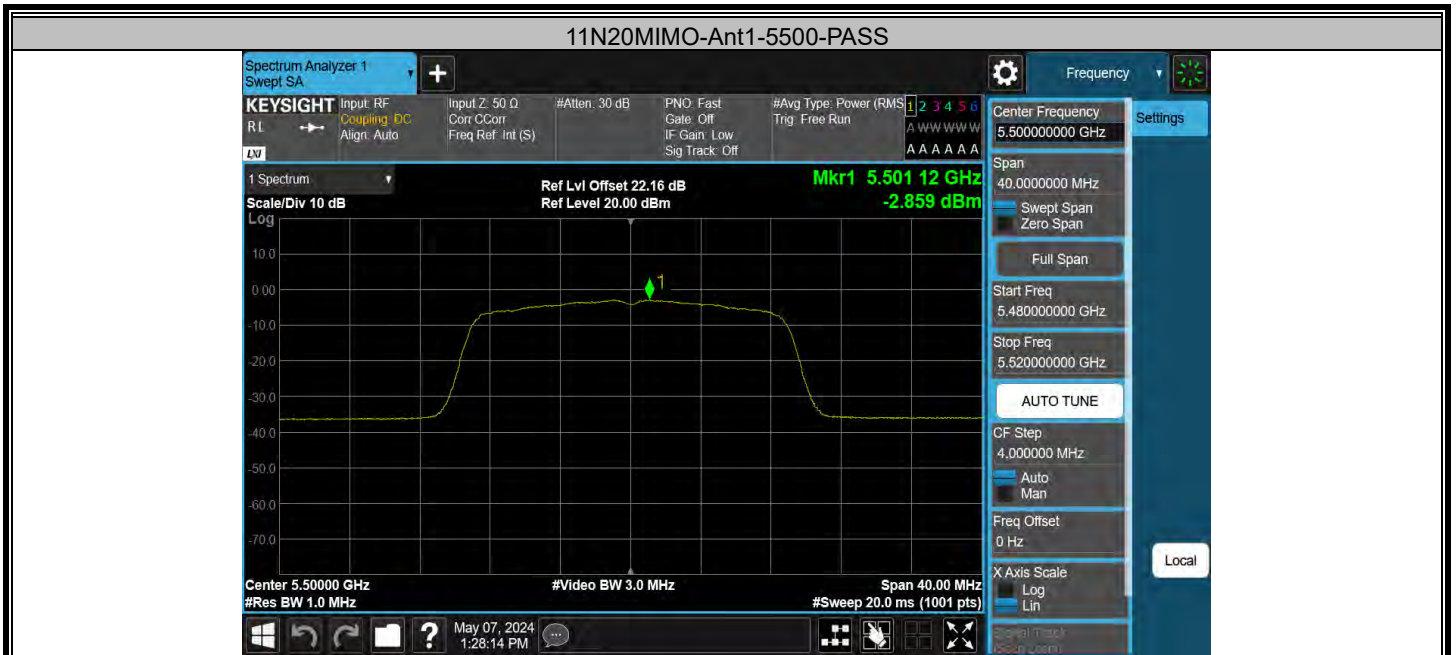 11N20MIMO-Ant1-5500-PASS
Spectrum Analyzer 1
Swept SA
+
Frequency
KEYSIGHT
RL
LXI
Input: RF
Coupling: DC
Align: Auto
Input Z: 50 Ω
Corr CCorr
Freq Ref: Int (S)
#Atten: 30 dB
PNO: Fast
Gate: Off
IF Gain: Low
Sig Track: Off
#Avg Type: Power (RMS
Trig: Free Run
1 2 3 4 5 6
A W W W W W
A A A A A A
1 Spectrum
Scale/Div 10 dB
Log
Ref Lvl Offset 22.16 dB
Ref Level 20.00 dBm
Mkr1 5.501 12 GHz
-2.859 dBm
10.0
0.00
-10.0
-20.0
-30.0
-40.0
-50.0
-60.0
-70.0
1
Center 5.50000 GHz
#Res BW 1.0 MHz
#Video BW 3.0 MHz
Span 40.00 MHz
#Sweep 20.0 ms (1001 pts)
Center Frequency
5.500000000 GHz
Settings
Span
40.0000000 MHz
Swept Span
Zero Span
Full Span
Start Freq
5.480000000 GHz
Stop Freq
5.520000000 GHz
AUTO TUNE
CF Step
4.000000 MHz
Auto
Man
Freq Offset
0 Hz
X Axis Scale
Log
Lin
Local
Signal Track
(Span Zoom)
?
May 07, 2024
1:28:14 PM